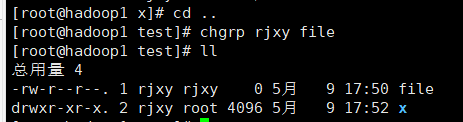 [root@hadoop1 x]# cd ..
[root@hadoop1 test]# chgrp rjxy file
[root@hadoop1 test]# ll
总用量 4
-rw-r--r--. 1 rjxy rjxy    0 5月   9 17:50 file
drwxr-xr-x. 2 rjxy root 4096 5月   9 17:52 x
[root@hadoop1 test]#